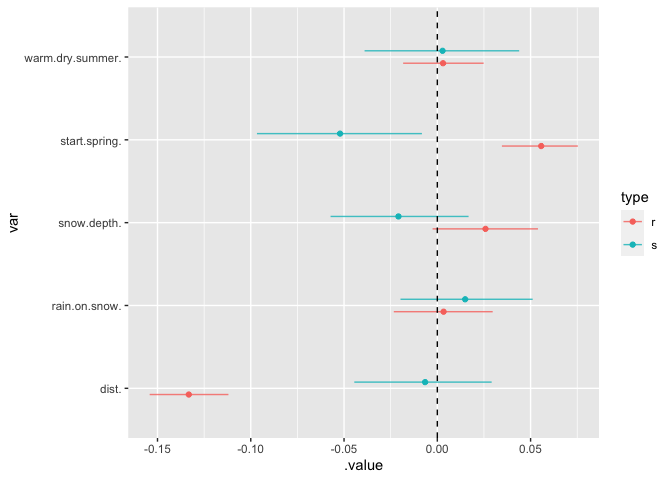 warm.dry.summer.
start.spring.
snow.depth.
rain.on.snow.
dist.
var
-0.15 -0.10 -0.05 0.00 0.05
.value
type
r
s